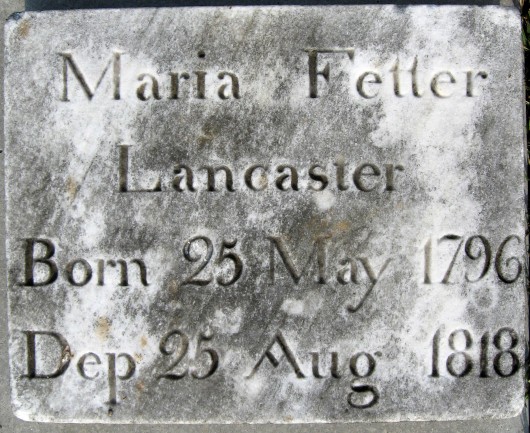 Maria Fetter
Lancaster
Born 25 May 1796
Dep 25 Aug 1818